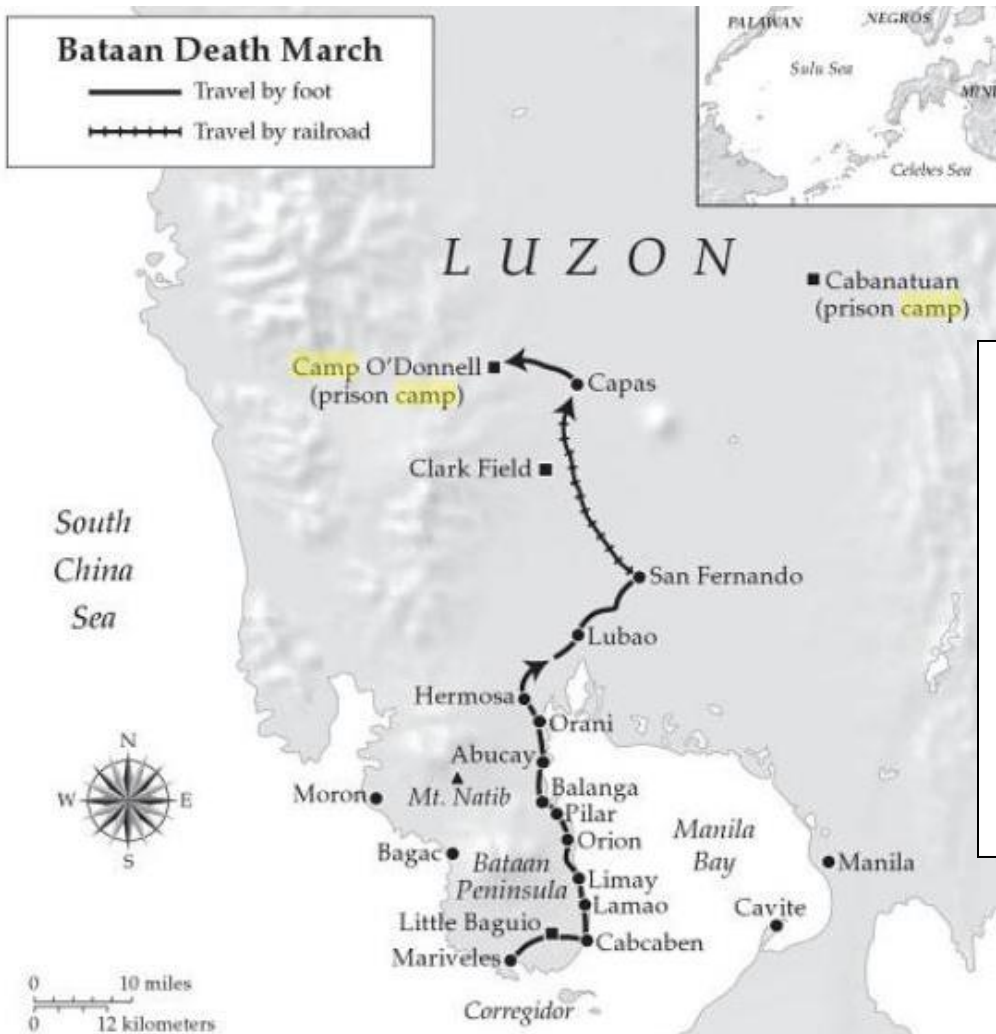 Bataan Death March
Travel by foot
Travel by railroad
PALAWAN
NEGROS
Sulu Sea
Celebes Sea
LUZON
Cabanatuan
(prison camp)
Camp O'Donnell
(prison camp)
Capas
Clark Field
South
China
Sea
San Fernando
Lubao
Hermosa
Orani
Abucay
Mt. Natib
Balanga
Moron
Pilar
Orion
Bagac
Bataan
Peninsula
Manila
Bay
Manila
Limay
Lamao
Cavite
Little Baguio
Cabcaben
Mariveles
Corregidor
N
W
E
S
0 10 miles
0 12 kilometers